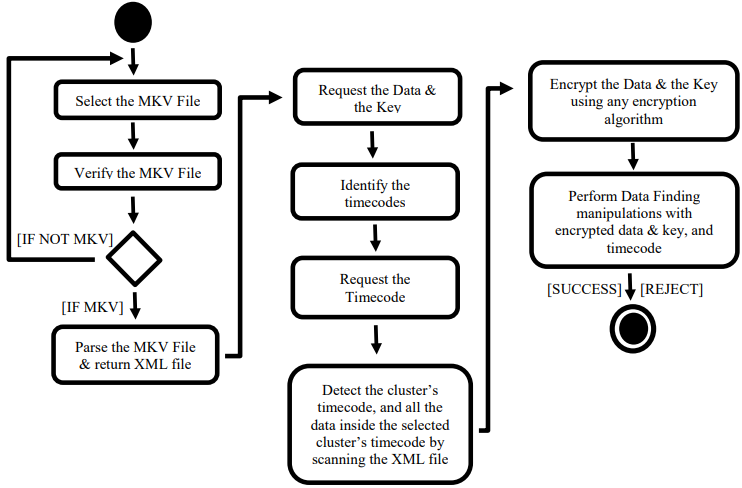 Select the MKV File
Verify the MKV File
[IF NOT MKV]
[IF MKV]
Parse the MKV File
& return XML file
Request the Data &
the Key
Identify the
timecodes
Request the
Timecode
Detect the cluster's
timecode, and all the
data inside the selected
cluster's timecode by
scanning the XML file
Encrypt the Data & the Key
using any encryption
algorithm
Perform Data Finding
manipulations with
encrypted data & key, and
timecode
[SUCCESS] [REJECT]